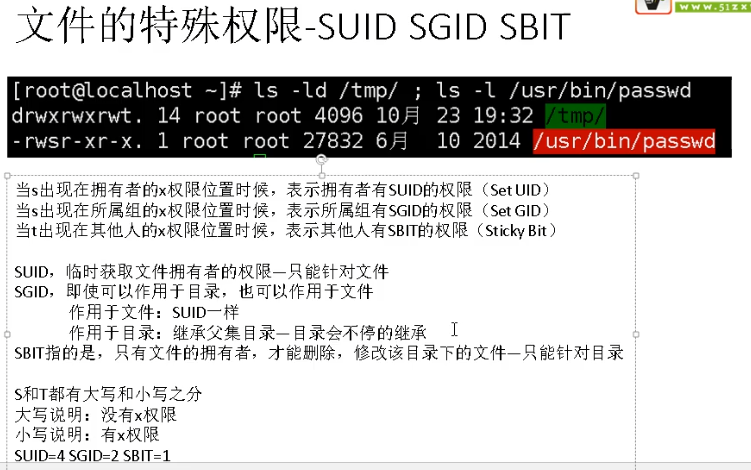 www.51zx
文件的特殊权限-SUID SGID SBIT
[root@localhost ~]# ls -ld /tmp/ ; ls -l /usr/bin/passwd
drwxrwxrwt. 14 root root 4096 10月 23 19:32 /tmp/
-rwsr-xr-x. 1 root root 27832 6月 10 2014 /usr/bin/passwd
当s出现在拥有者的x权限位置时候，表示拥有者有SUID的权限（Set UID）
当s出现在所属组的x权限位置时候，表示所属组有SGID的权限（Set GID）
当t出现在其他人的x权限位置时候，表示其他人有SBIT的权限（Sticky Bit）
SUID，临时获取文件拥有者的权限—只能针对文件
SGID，即使可以作用于目录，也可以作用于文件
作用于文件：SUID一样
作用于目录：继承父集目录—目录会不停的继承
SBIT指的是，只有文件的拥有者，才能删除，修改该目录下的文件—只能针对目录
S和T都有大写和小写之分
大写说明：没有x权限
小写说明：有x权限
SUID=4 SGID=2 SBIT=1